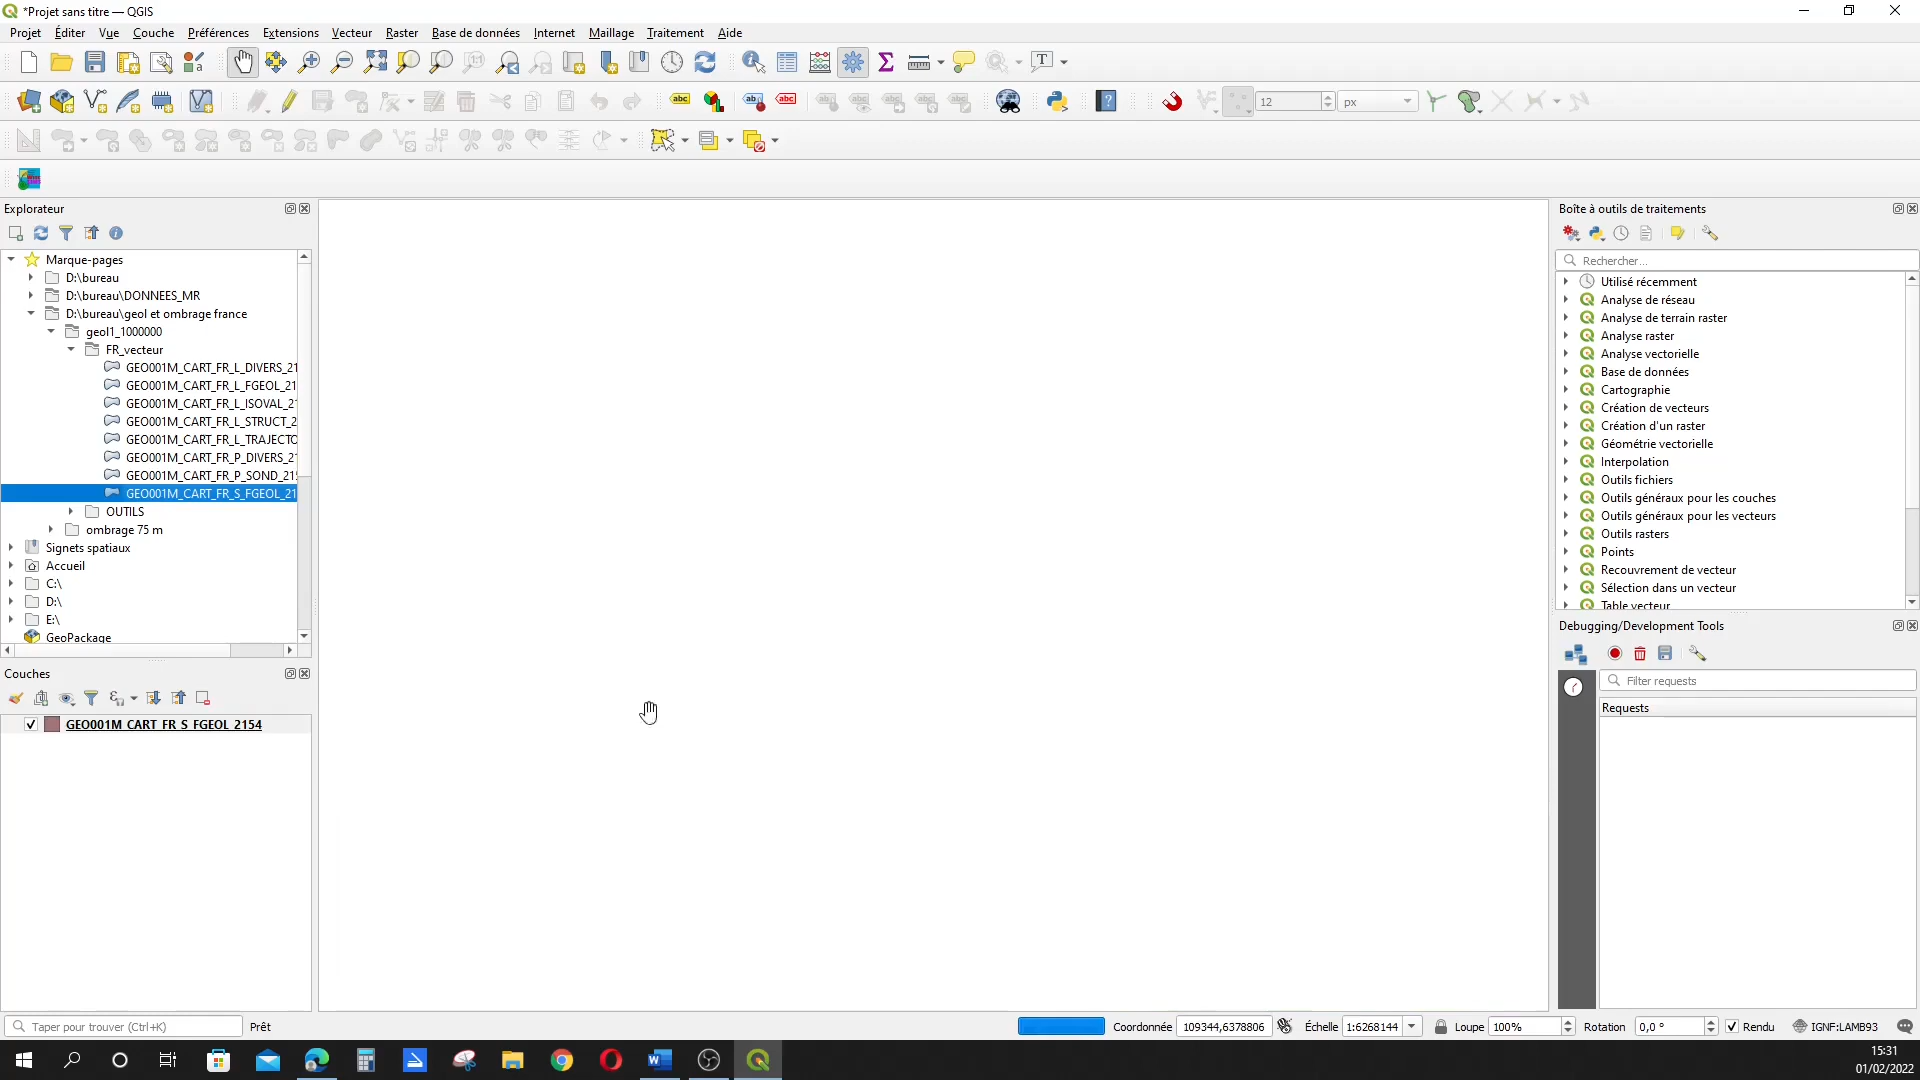 *Projet sans titre — QGIS
Projet Éditer Vue Couche Préférences Extensions Vecteur Raster Base de données Internet Maillage Traitement Aide
12 px
Explorateur
Marque-pages
D:\bureau
D:\bureau\DONNEES_MR
D:\bureau\geol et ombrage france
geol1_1000000
FR_vecteur
GEO001M_CART_FR_L_DIVERS_21
GEO001M_CART_FR_L_FGEOL_21
GEO001M_CART_FR_L_ISOVAL_21
GEO001M_CART_FR_L_STRUCT_2
GEO001M_CART_FR_L_TRAJECTO
GEO001M_CART_FR_P_DIVERS_21
GEO001M_CART_FR_P_SOND_215
GEO001M_CART_FR_S_FGEOL_21
OUTILS
ombrage 75 m
Signets spatiaux
Accueil
C:\
D:\
E:\
GeoPackage
Couches
GEO001M_CART_FR_S_FGEOL_2154
Boîte à outils de traitements
Rechercher...
Utilisé récemment
Analyse de réseau
Analyse de terrain raster
Analyse raster
Analyse vectorielle
Base de données
Cartographie
Création de vecteurs
Création d'un raster
Géométrie vectorielle
Interpolation
Outils fichiers
Outils généraux pour les couches
Outils généraux pour les vecteurs
Outils rasters
Points
Recouvrement de vecteur
Sélection dans un vecteur
Table vecteur
Debugging/Development Tools
Filter requests
Requests
Taper pour trouver (Ctrl+K) Prêt Coordonnée 109344,6378806 Échelle 1:6268144 Loupe 100% Rotation 0,0 ° Rendu IGNF:LAMB93
15:31
01/02/2022